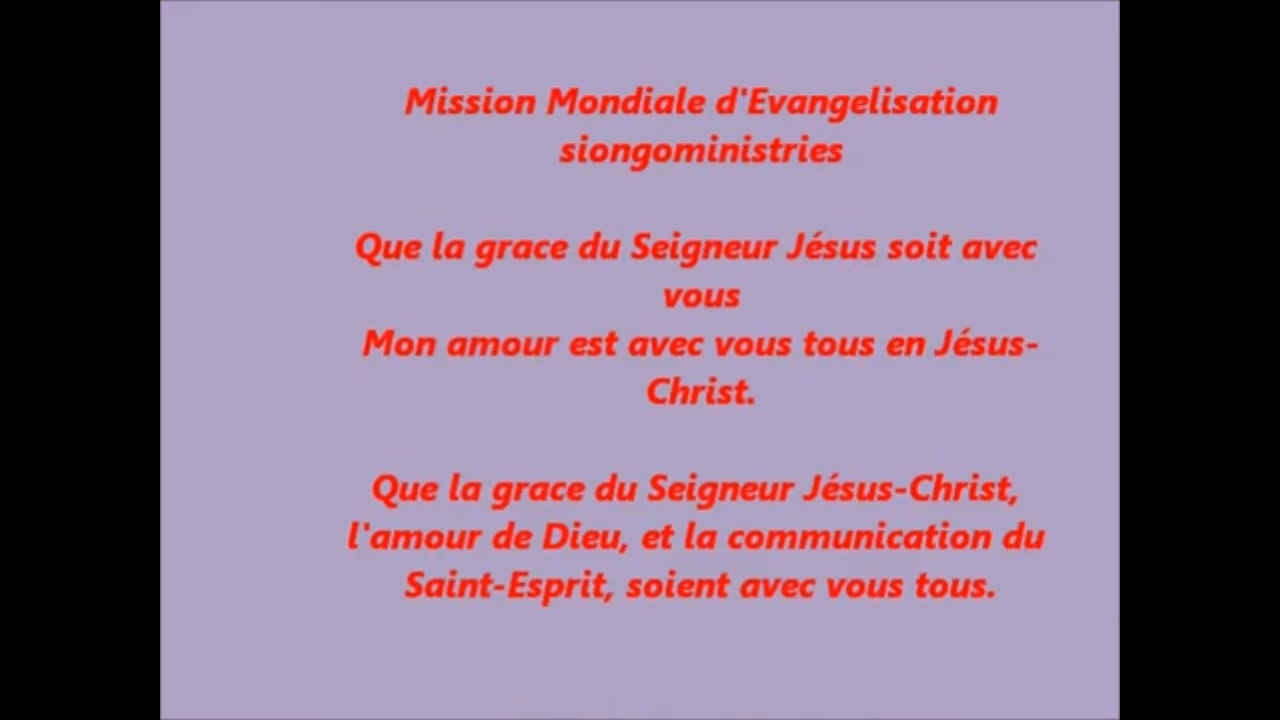 Mission Mondiale d'Evangelisation
siongoministries
Que la grace du Seigneur Jésus soit avec
vous
Mon amour est avec vous tous en Jésus-
Christ.
Que la grace du Seigneur Jésus-Christ,
l'amour de Dieu, et la communication du
Saint-Esprit, soient avec vous tous.